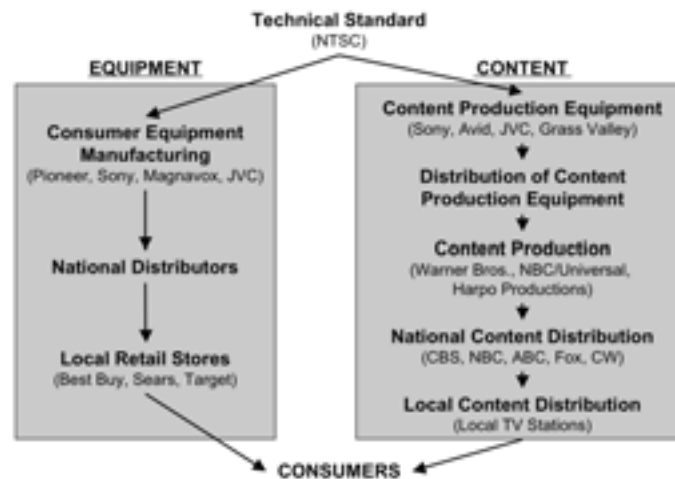 Technical Standard
(NTSC)
EQUIPMENT
Consumer Equipment
Manufacturing
(Pioneer, Sony, Magnavox, JVC)
National Distributors
Local Retail Stores
(Best Buy, Sears, Target)
CONTENT
Content Production Equipment
(Sony, Avid, JVC, Grass Valley)
Distribution of Content
Production Equipment
Content Production
(Warner Bros., NBC/Universal,
Harpo Productions)
National Content Distribution
(CBS, NBC, ABC, Fox, CW)
Local Content Distribution
(Local TV Stations)
CONSUMERS